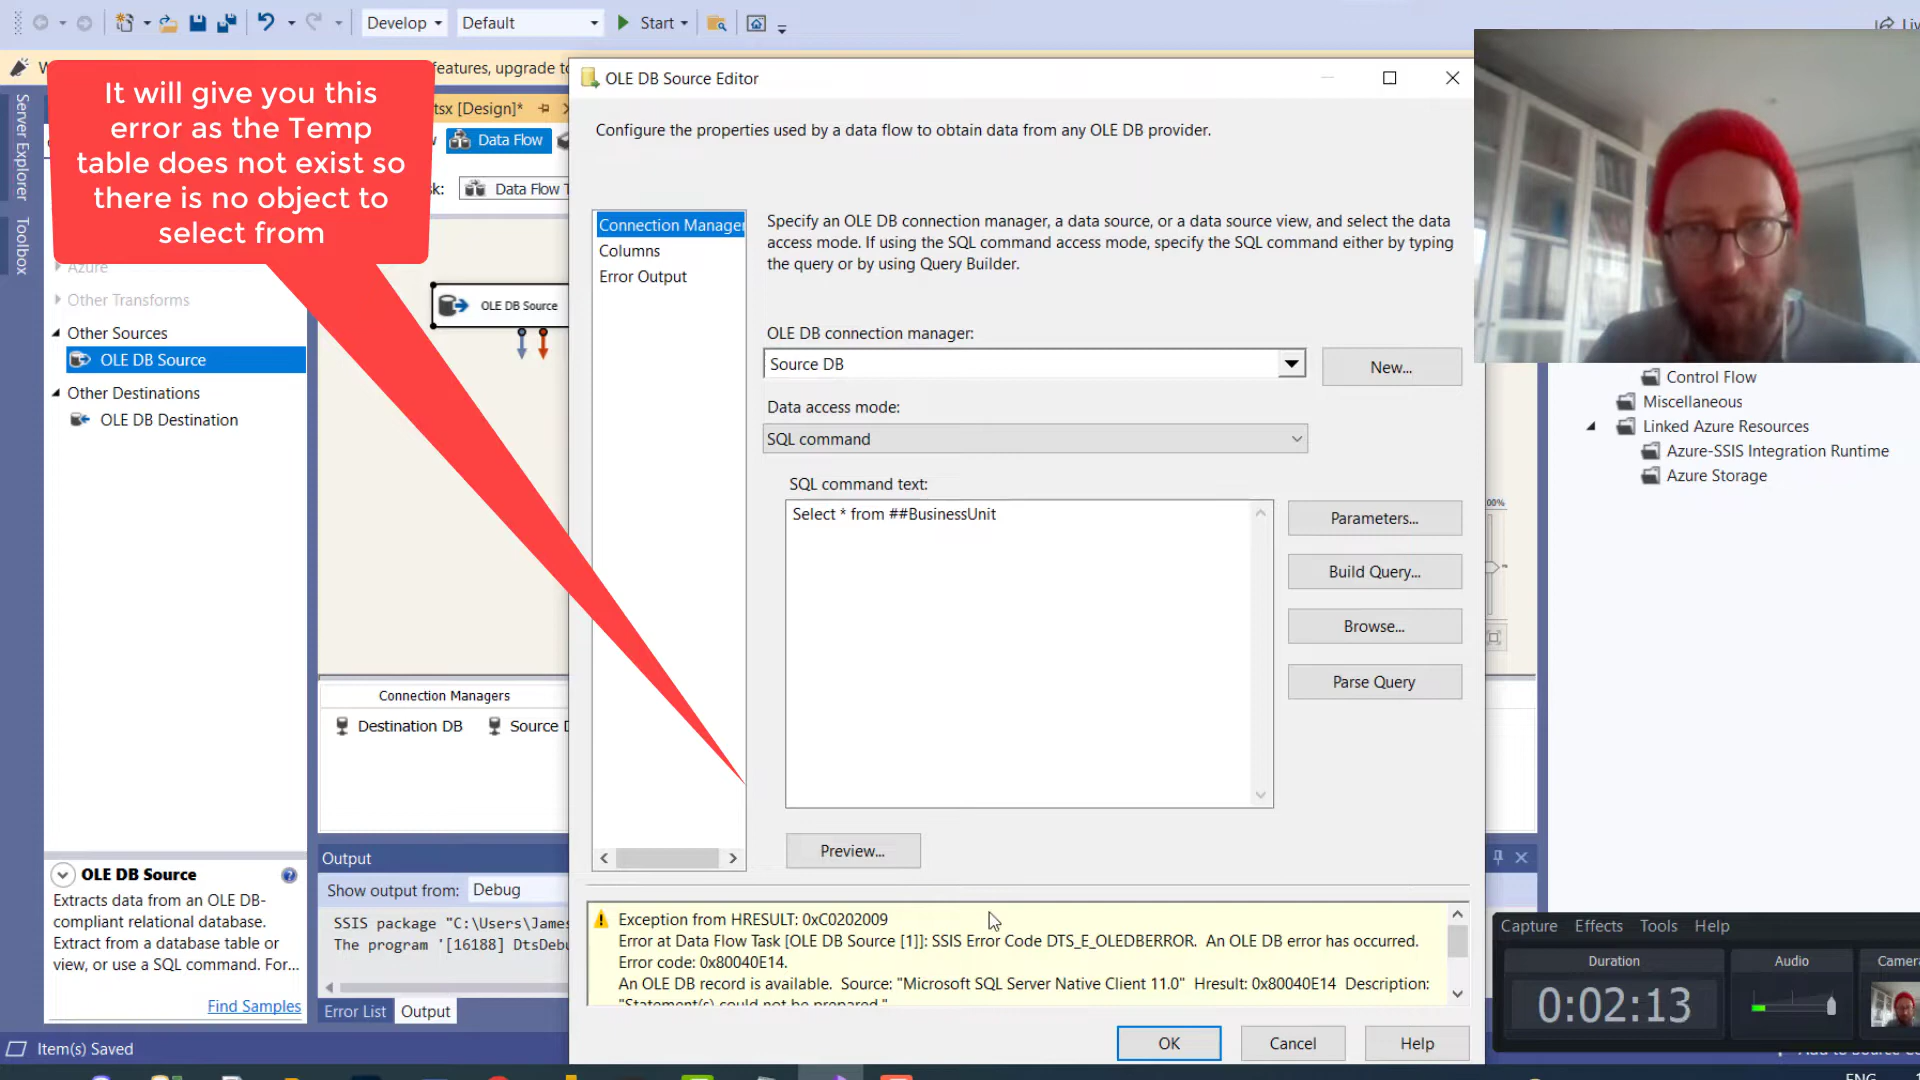 Develop
Default
Start
Liv
features, upgrade to
It will give you this
error as the Temp
table does not exist so
there is no object to
select from
Server Explorer
Toolbox
tsx [Design]*
Data Flow
sk:
Data Flow T
Azure
Other Transforms
Other Sources
OLE DB Source
Other Destinations
OLE DB Destination
OLE DB Source
Connection Managers
Destination DB
Source D
OLE DB Source
Extracts data from an OLE DB-
compliant relational database.
Extract from a database table or
view, or use a SQL command. For...
Find Samples
Output
Show output from:
Debug
SSIS package "C:\Users\James
The program '[16188] DtsDebu
Error List
Output
Item(s) Saved
OLE DB Source Editor
Configure the properties used by a data flow to obtain data from any OLE DB provider.
Connection Manager
Columns
Error Output
Specify an OLE DB connection manager, a data source, or a data source view, and select the data
access mode. If using the SQL command access mode, specify the SQL command either by typing
the query or by using Query Builder.
OLE DB connection manager:
Source DB
New...
Data access mode:
SQL command
SQL command text:
Select * from ##BusinessUnit
Parameters...
Build Query...
Browse...
Parse Query
Preview...
Exception from HRESULT: 0xC0202009
Error at Data Flow Task [OLE DB Source [1]]: SSIS Error Code DTS_E_OLEDBERROR.  An OLE DB error has occurred.
Error code: 0x80040E14.
An OLE DB record is available.  Source: "Microsoft SQL Server Native Client 11.0"  Hresult: 0x80040E14  Description:
"Statement(s) could not be prepared."
OK
Cancel
Help
Control Flow
Miscellaneous
Linked Azure Resources
Azure-SSIS Integration Runtime
Azure Storage
00%
Capture
Effects
Tools
Help
Duration
Audio
Camera
0:02:13
ENG